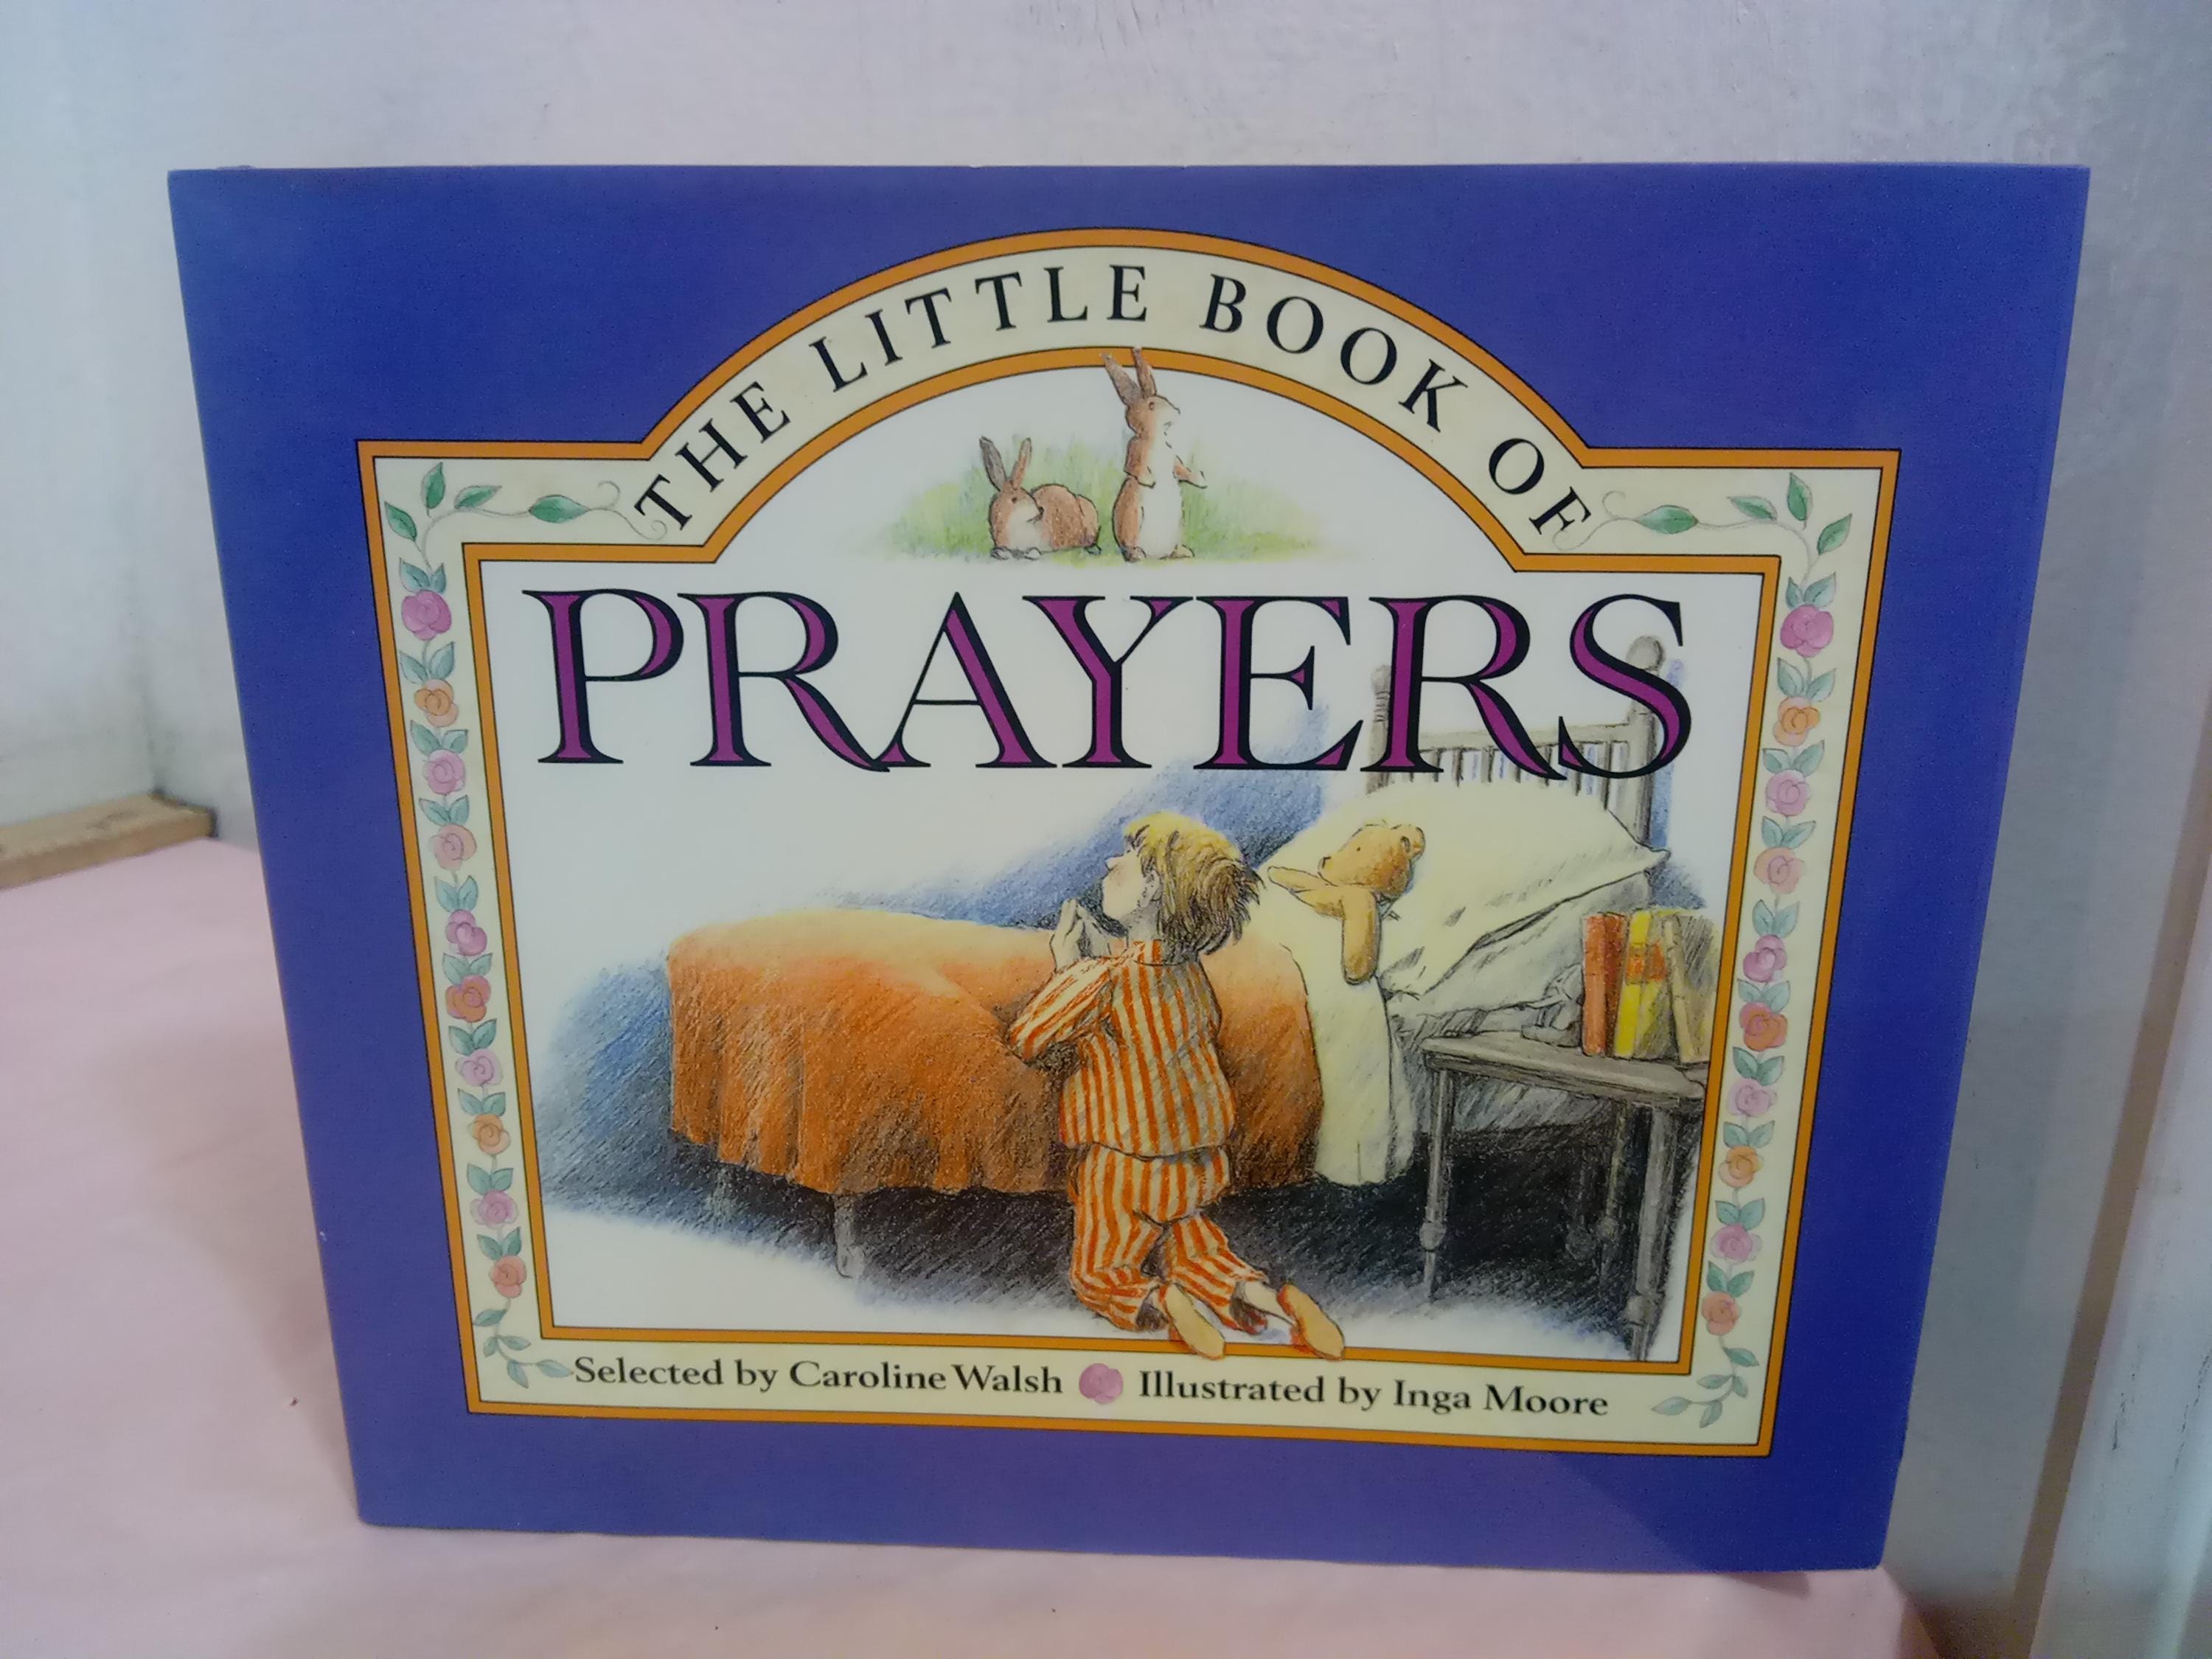 THE LITTLE BOOK OF
PRAYERS
Selected by Caroline Walsh Illustrated by Inga Moore